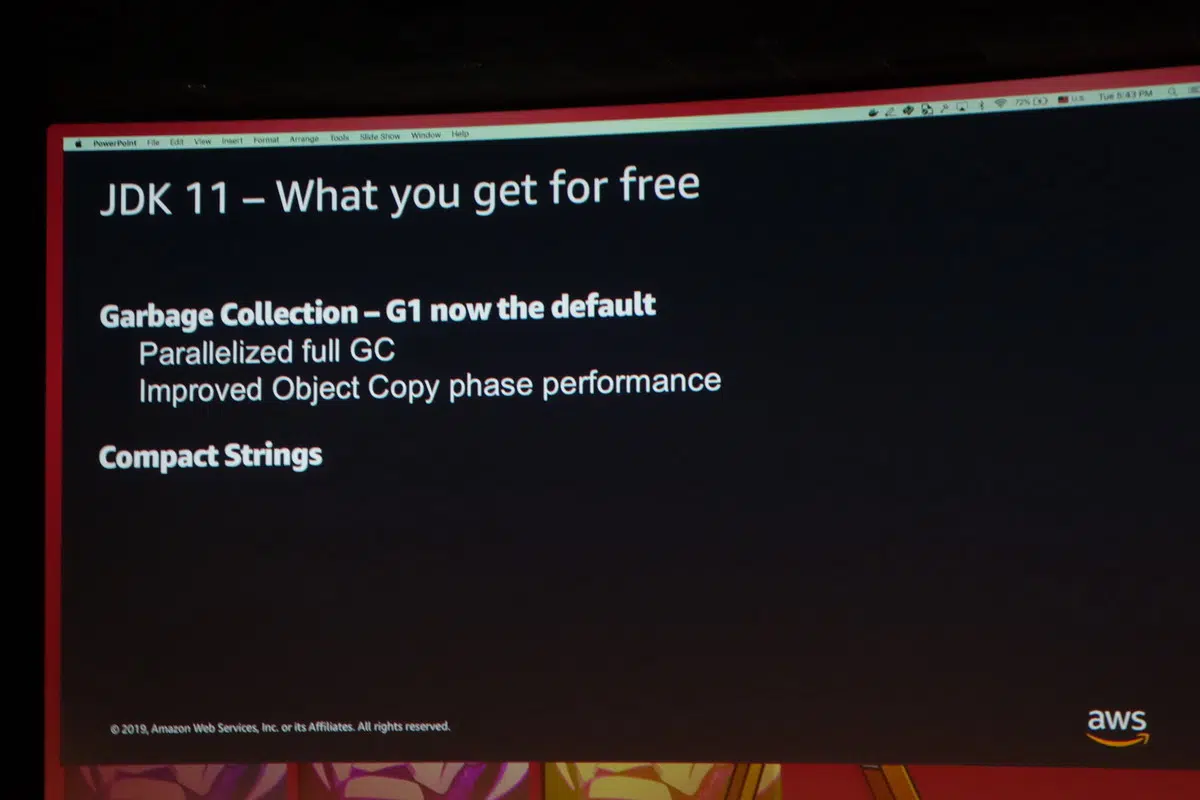 PowerPoint File Edit View Insert Format Arrange Tools Slide Show Window Help
72% U.S. Tue 5:43 PM
JDK 11 – What you get for free
Garbage Collection – G1 now the default
Parallelized full GC
Improved Object Copy phase performance
Compact Strings
© 2019, Amazon Web Services, Inc. or its Affiliates. All rights reserved.
aws